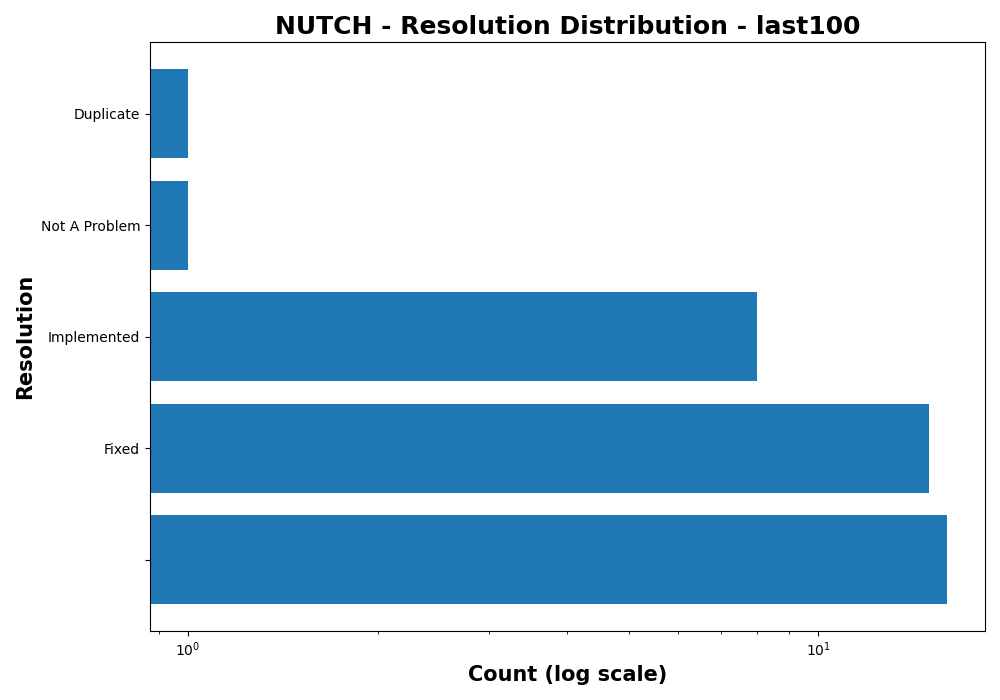 NUTCH - Resolution Distribution - last100
Duplicate
Not A Problem
Implemented
Fixed
Resolution
10⁰
10¹
Count (log scale)